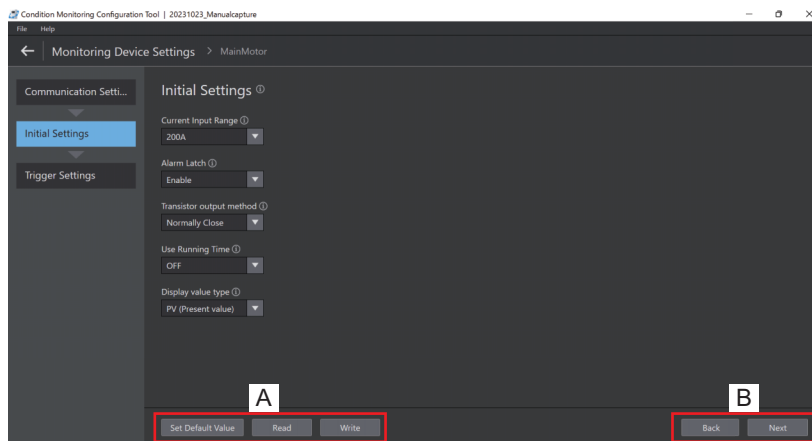 Condition Monitoring Configuration Tool | 20231023_Manualcapture
File Help
Monitoring Device Settings > MainMotor
Communication Setti...
Initial Settings
Trigger Settings
Initial Settings
Current Input Range
200A
Alarm Latch
Enable
Transistor output method
Normally Close
Use Running Time
OFF
Display value type
PV (Present value)
A
B
Set Default Value Read Write Back Next